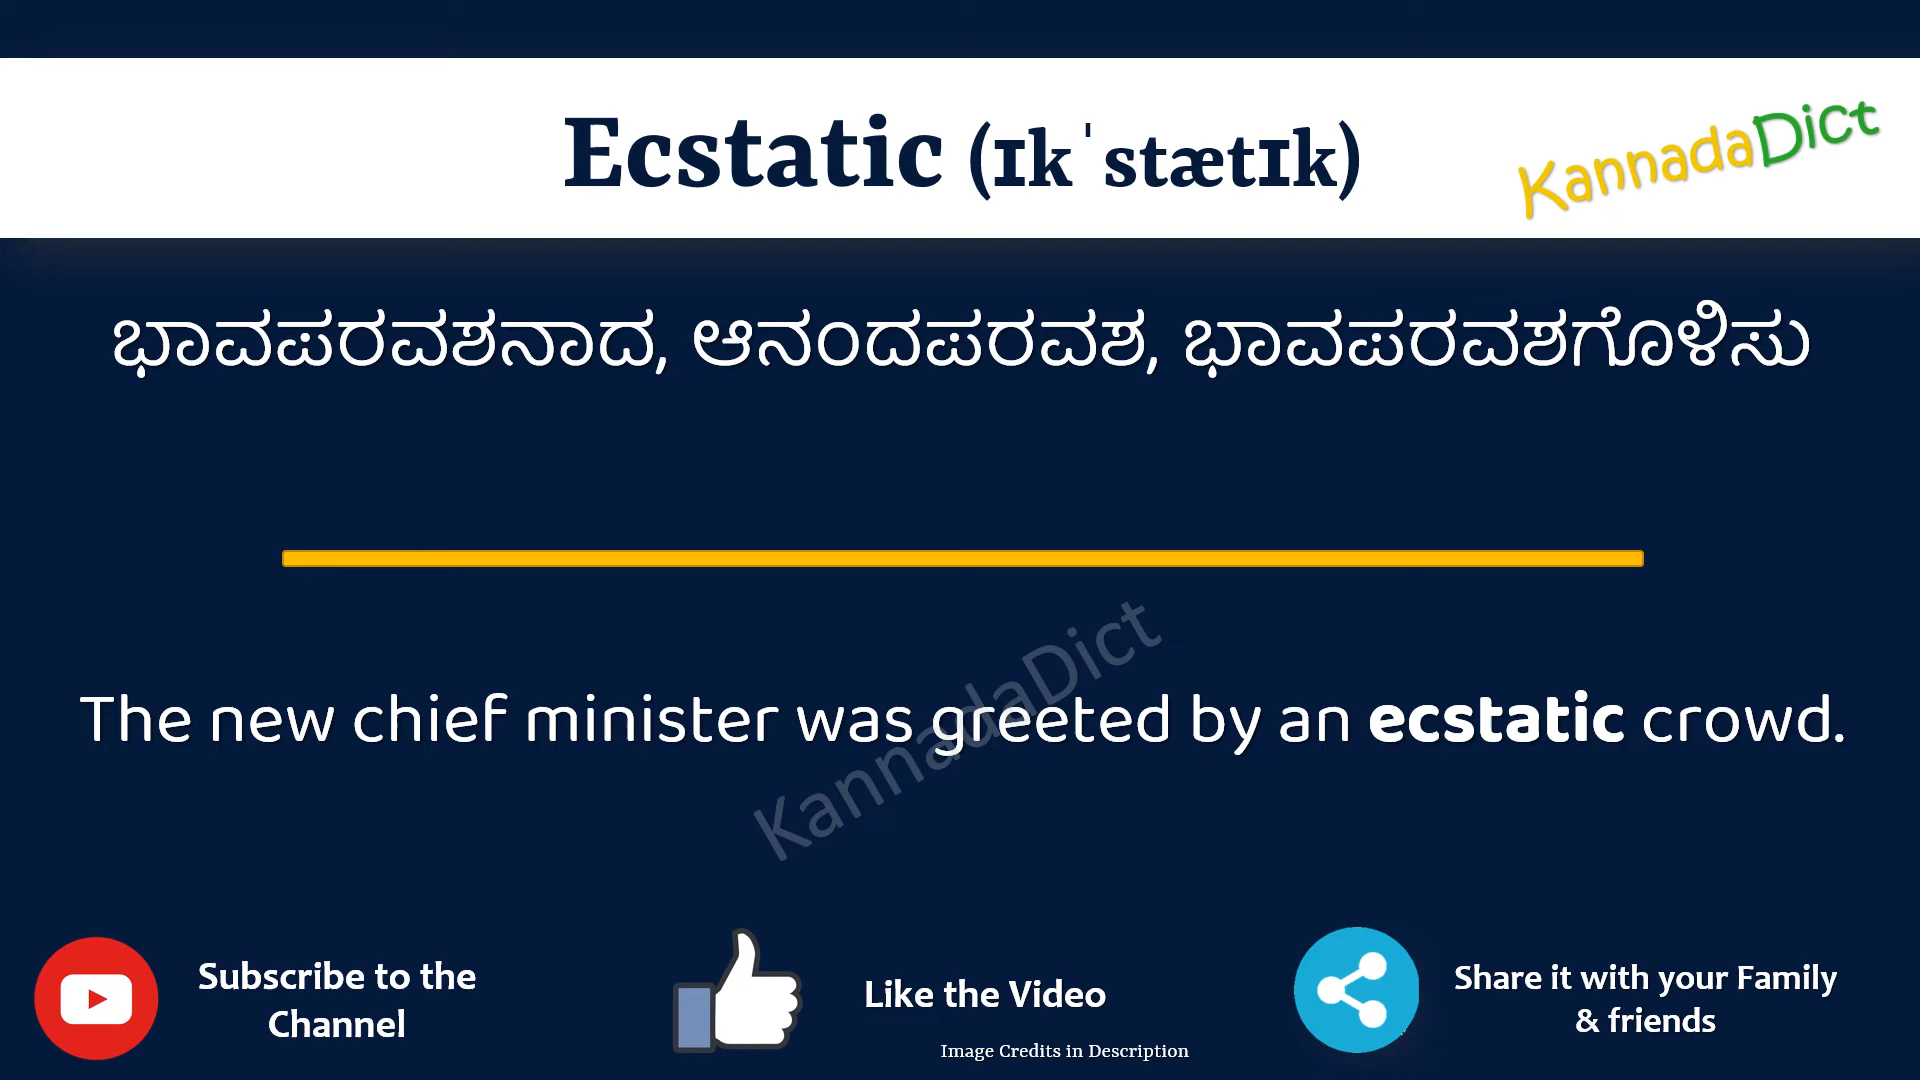 Ecstatic (ɪkˈstætɪk)
KannadaDict
ಭಾವಪರವಶನಾದ, ಆನಂದಪರವಶ, ಭಾವಪರವಶಗೊಳಿಸು
KannadaDict
The new chief minister was greeted by an ecstatic crowd.
Subscribe to the
Channel
Like the Video
Image Credits in Description
Share it with your Family
& friends